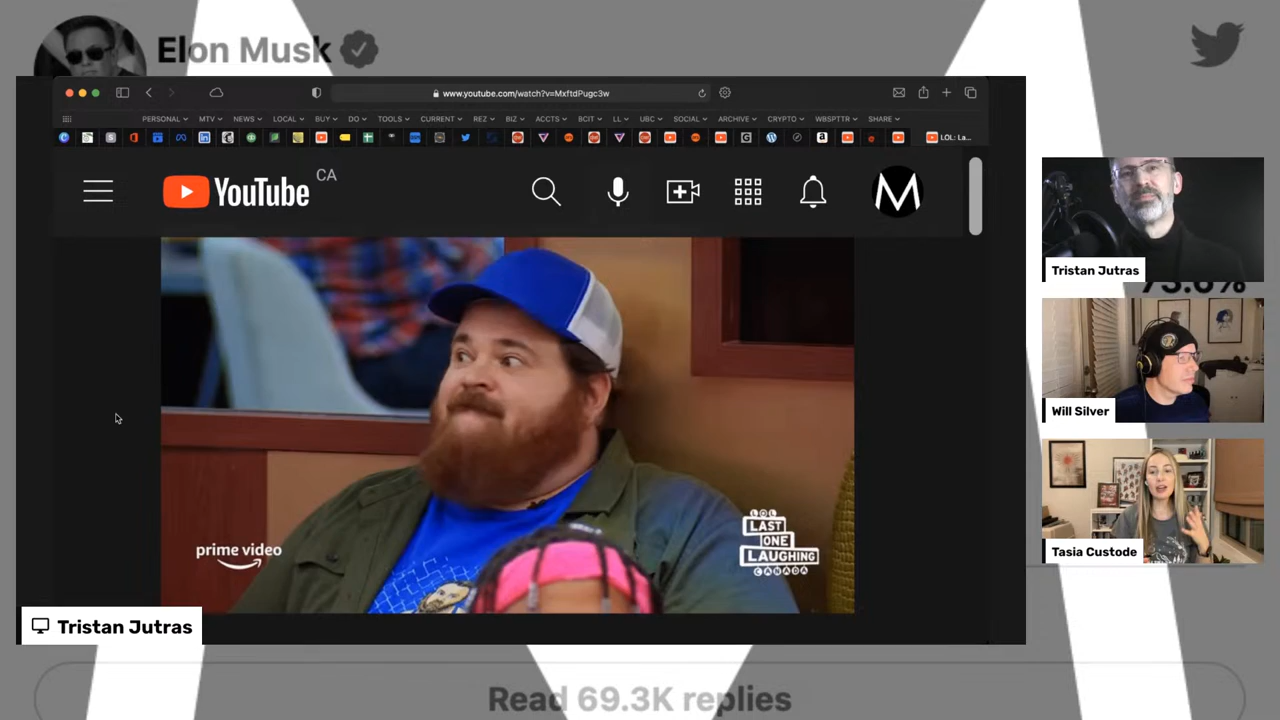 Elon Musk
www.youtube.com/watch?v=MxftdPugc3w
PERSONAL MTV NEWS LOCAL BUY DO TOOLS CURRENT REZ BIZ ACCTS BCIT LL UBC SOCIAL ARCHIVE CRYPTO WBSPTTR SHARE
LOL: La...
YouTube CA
M
prime video
LOL
LAST
ONE
LAUGHING
CANADA
Tristan Jutras
Tristan Jutras
73.6%
Will Silver
Tasia Custode
Read 69.3K replies